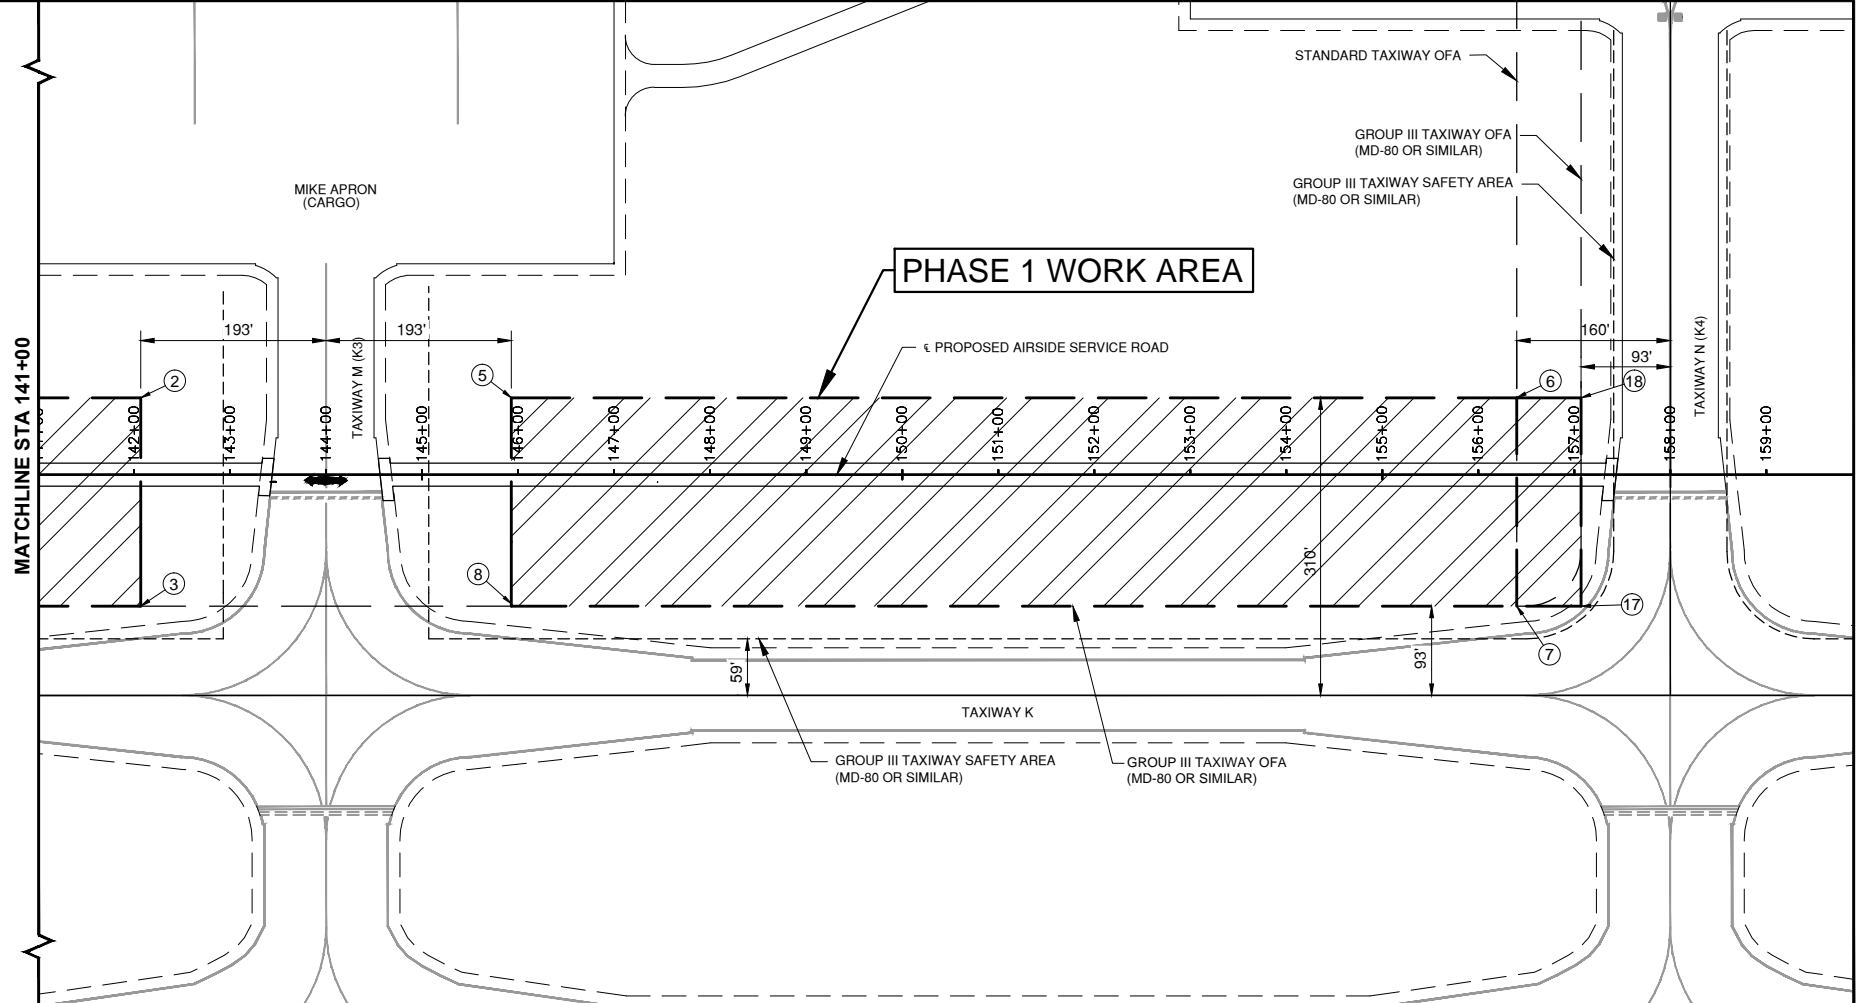 STANDARD TAXIWAY OFA
GROUP III TAXIWAY OFA
(MD-80 OR SIMILAR)
GROUP III TAXIWAY SAFETY AREA
(MD-80 OR SIMILAR)
MIKE APRON
(CARGO)
PHASE 1 WORK AREA
193'
193'
160'
93'
℄ PROPOSED AIRSIDE SERVICE ROAD
MATCHLINE STA 141+00
TAXIWAY M (K3)
TAXIWAY N (K4)
2
5
6
18
142+00
143+00
144+00
145+00
146+00
147+00
148+00
149+00
150+00
151+00
152+00
153+00
154+00
155+00
156+00
157+00
158+00
159+00
310'
3
8
17
7
59'
93'
TAXIWAY K
GROUP III TAXIWAY SAFETY AREA
(MD-80 OR SIMILAR)
GROUP III TAXIWAY OFA
(MD-80 OR SIMILAR)